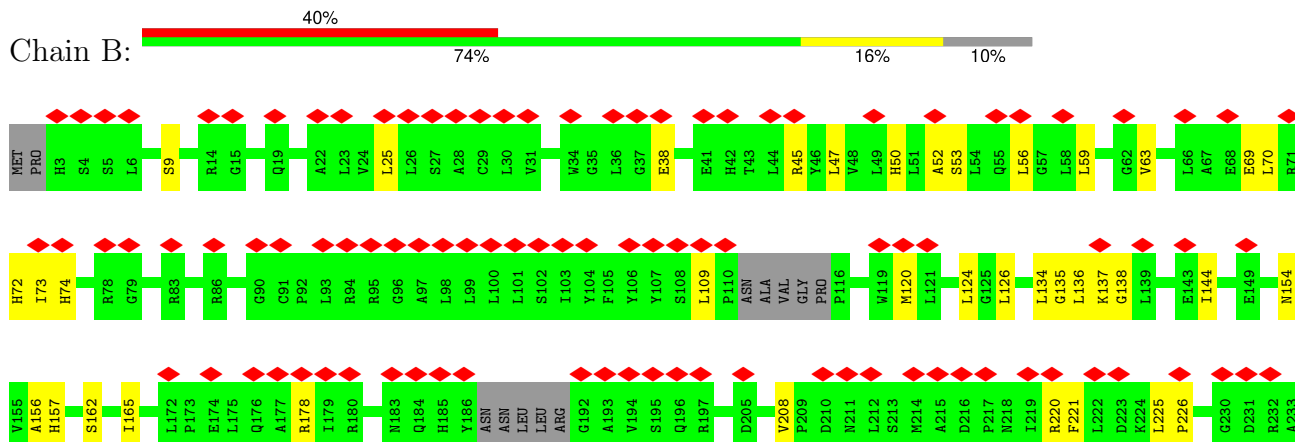 40%
Chain B:
74% 16% 10%
MET PRO H3 S4 S5 L6 S9 R14 G15 Q19 A22 L23 V24 L25 L26 S27 A28 C29 L30 V31 W34 G35 L36 G37 E38 E41 H42 T43 L44 R45 Y46 L47 V48 L49 H50 L51 A52 S53 L54 Q55 L56 G57 L58 L59 G62 V63 L66 A67 E68 E69 L70 R71
H72 I73 H74 R78 G79 R83 R86 G90 C91 P92 L93 R94 R95 G96 A97 L98 L99 L100 L101 S102 I103 Y104 F105 Y106 Y107 S108 L109 P110 ASN ALA VAL GLY PRO P116 W119 M120 L121 L124 G125 L126 L134 G135 L136 K137 G138 L139 E143 I144 E149 N154
V155 A156 H157 S162 I165 L172 P173 E174 L175 Q176 A177 R178 I179 R180 N183 Q184 H185 Y186 ASN ASN LEU LEU ARG G192 A193 A194 S195 Q196 R197 D205 V208 P209 D210 N211 L212 S213 M214 A215 D216 P217 N218 I219 R220 F221 L222 D223 K224 L225 P226 G230 D231 R232 A233